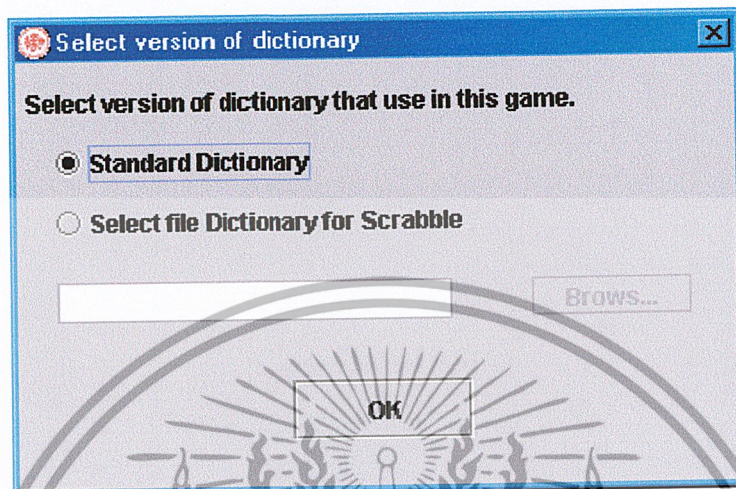 Select version of dictionary
Select version of dictionary that use in this game.
Standard Dictionary
Select file Dictionary for Scrabble
Brows...
OK